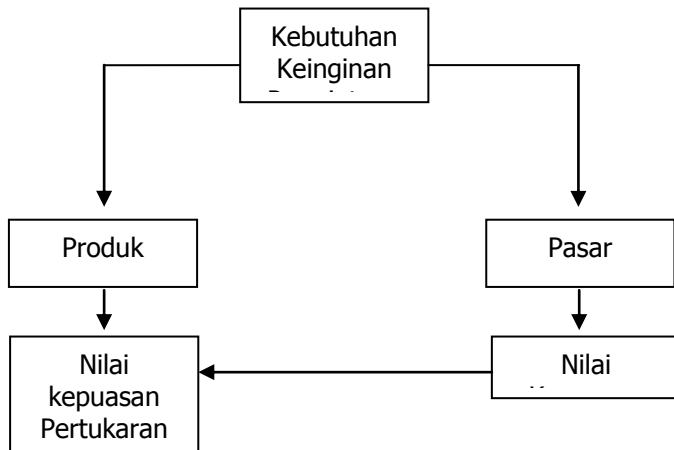 Kebutuhan
Keinginan
Produk
Pasar
Nilai
kepuasan
Pertukaran
Nilai